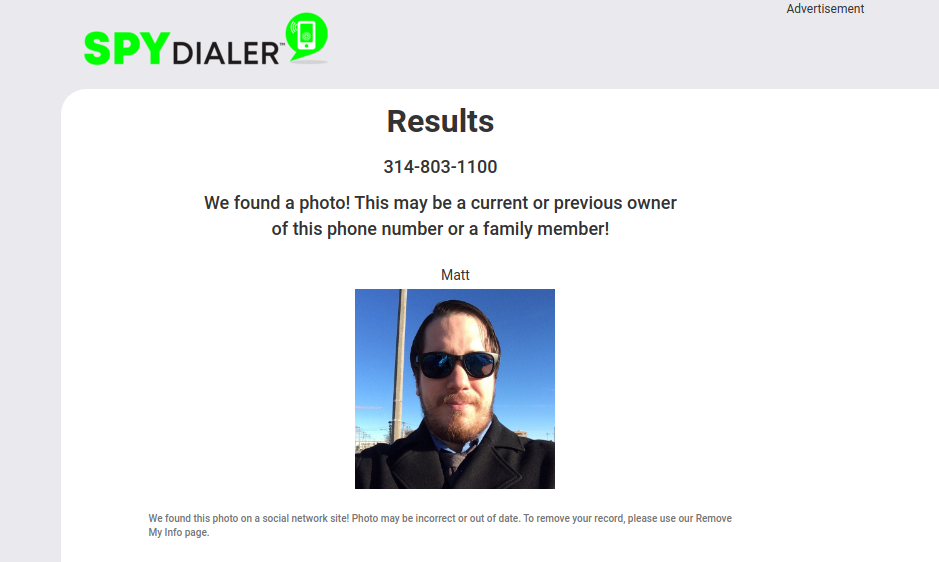 Advertisement
SPYDIALER™
Results
314-803-1100
We found a photo! This may be a current or previous owner
of this phone number or a family member!
Matt
We found this photo on a social network site! Photo may be incorrect or out of date. To remove your record, please use our Remove
My Info page.